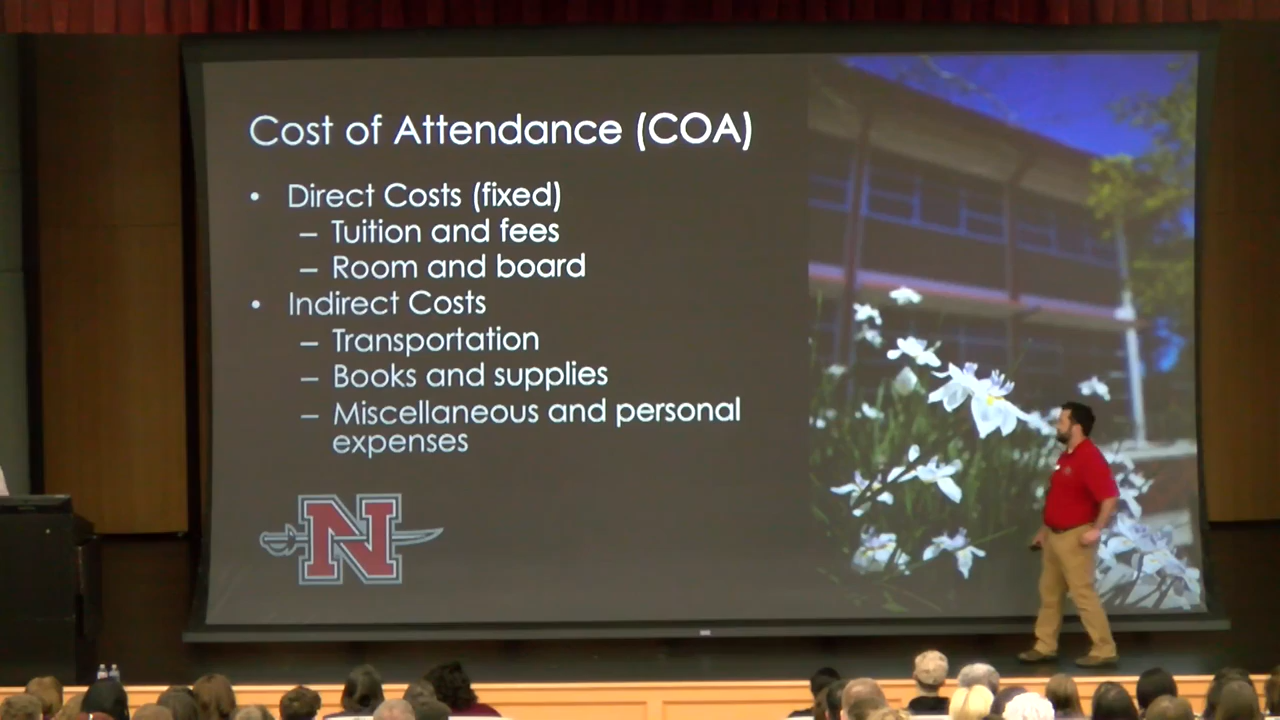 Cost of Attendance (COA)
• Direct Costs (fixed)
– Tuition and fees
– Room and board
• Indirect Costs
– Transportation
– Books and supplies
– Miscellaneous and personal
expenses
N